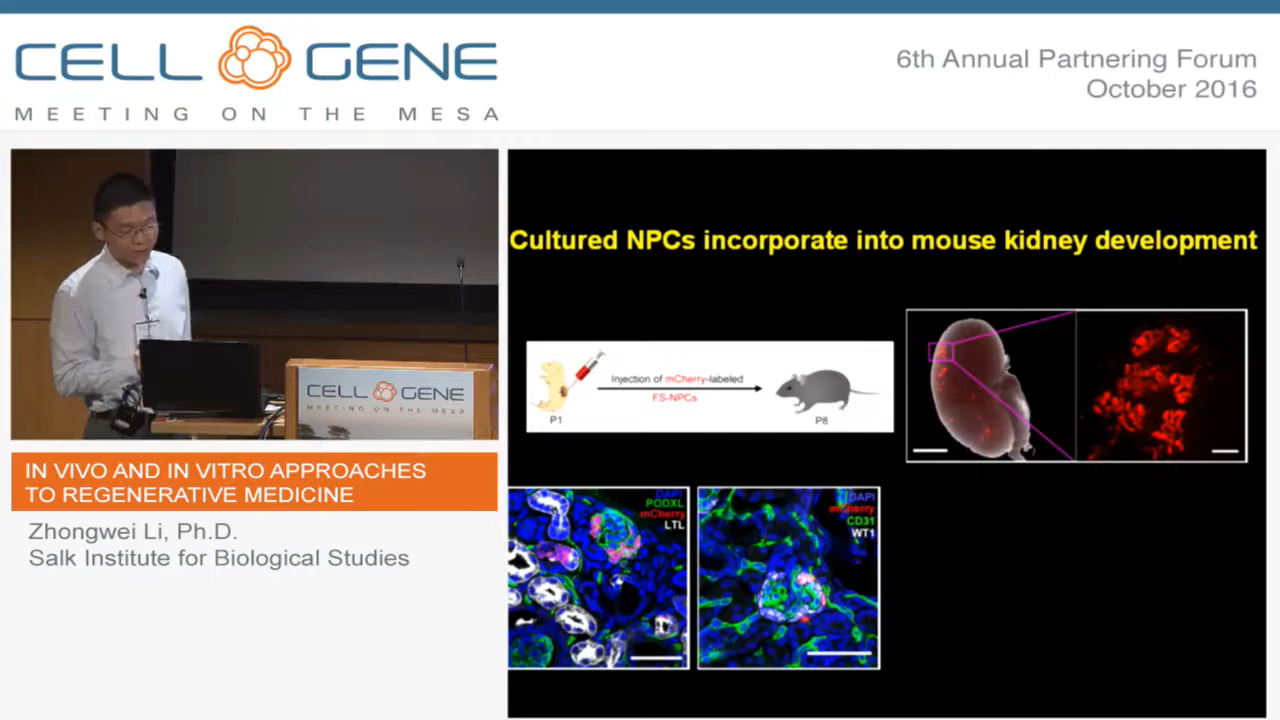 CELL GENE
MEETING ON THE MESA
6th Annual Partnering Forum
October 2016
CELL GENE
MEETING ON THE MESA
IN VIVO AND IN VITRO APPROACHES
TO REGENERATIVE MEDICINE
Zhongwei Li, Ph.D.
Salk Institute for Biological Studies
Cultured NPCs incorporate into mouse kidney development
Injection of mCherry-labeled
FS-NPCs
P1
P8
DAPI
PODXL
mCherry
LTL
DAPI
mcherry
CD31
WT1